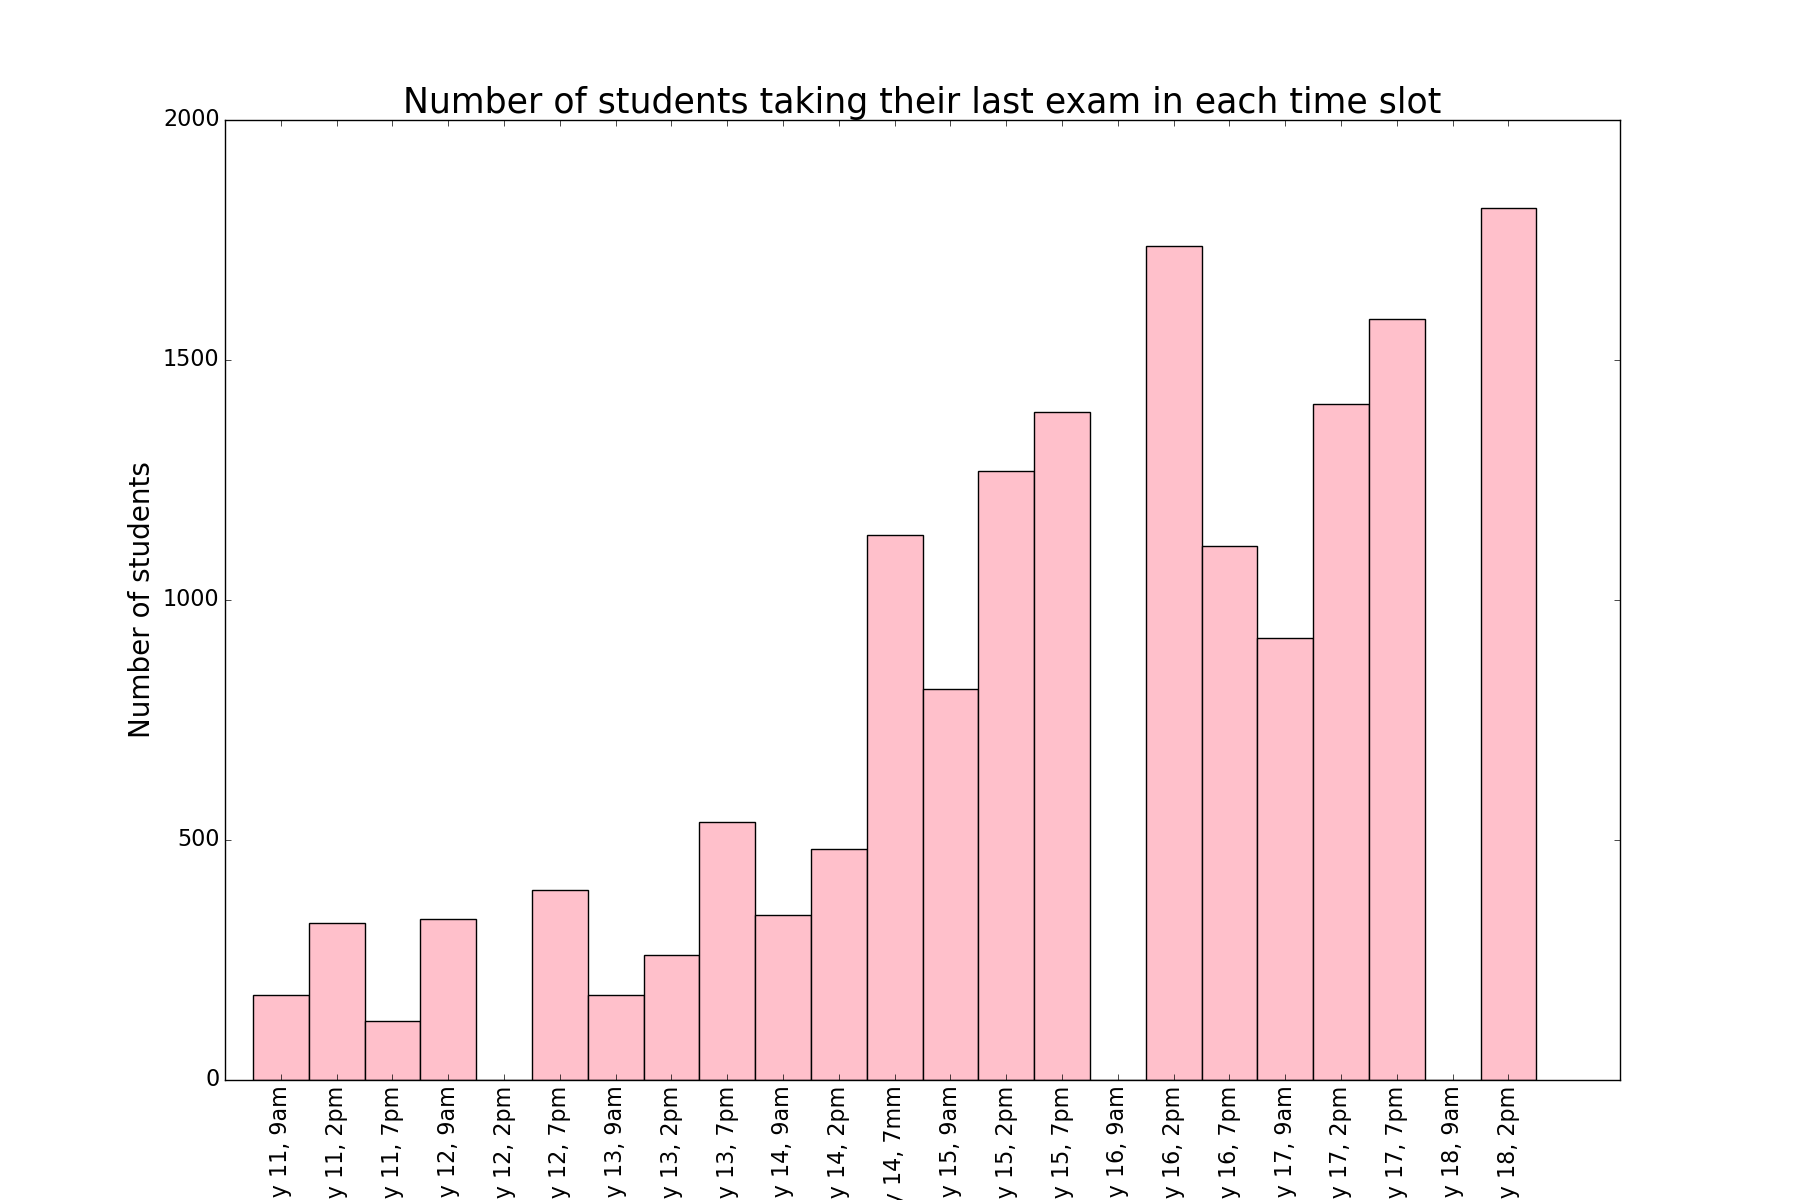 Number of students taking their last exam in each time slot
2000
1500
1000
500
0
Number of students
y 11, 9am
y 11, 2pm
y 11, 7pm
y 12, 9am
y 12, 2pm
y 12, 7pm
y 13, 9am
y 13, 2pm
y 13, 7pm
y 14, 9am
y 14, 2pm
y 14, 7mm
y 15, 9am
y 15, 2pm
y 15, 7pm
y 16, 9am
y 16, 2pm
y 16, 7pm
y 17, 9am
y 17, 2pm
y 17, 7pm
y 18, 9am
y 18, 2pm